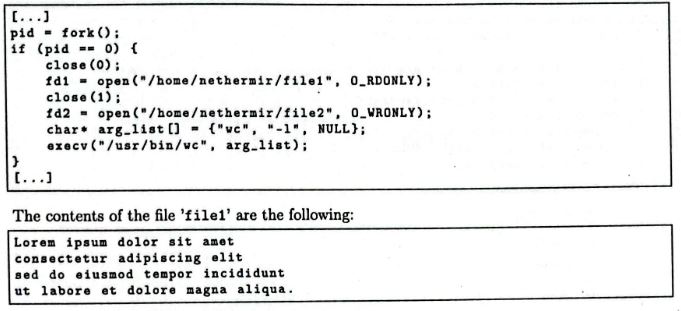 [...]
pid = fork();
if (pid == 0) {
close(0);
fd1 = open("/home/nethermir/file1", O_RDONLY);
close(1);
fd2 = open("/home/nethermir/file2", O_WRONLY);
char* arg_list[] = {"wc", "-l", NULL};
execv("/usr/bin/wc", arg_list);
}
[...]
The contents of the file 'file1' are the following:
Lorem ipsum dolor sit amet
consectetur adipiscing elit
sed do eiusmod tempor incididunt
ut labore et dolore magna aliqua.